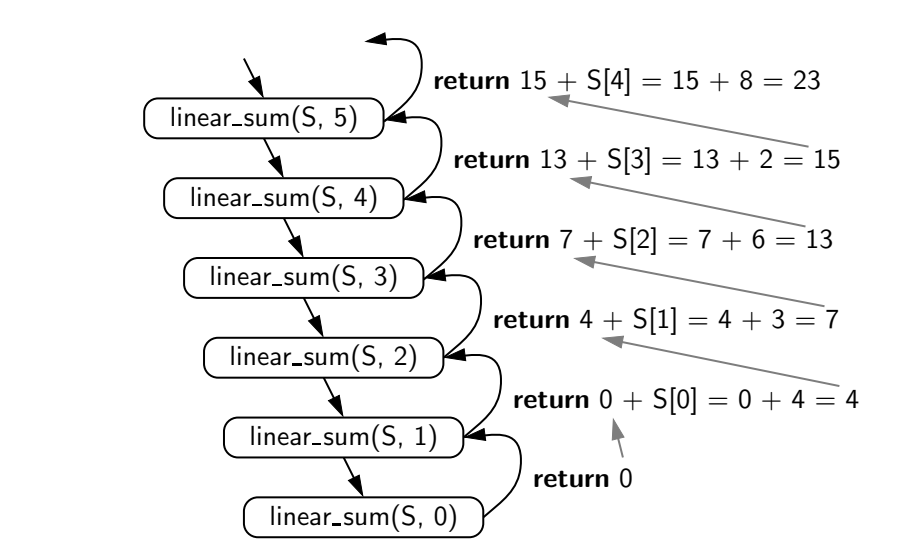 return 15 + S[4] = 15 + 8 = 23
linear_sum(S, 5)
return 13 + S[3] = 13 + 2 = 15
linear_sum(S, 4)
return 7 + S[2] = 7 + 6 = 13
linear_sum(S, 3)
return 4 + S[1] = 4 + 3 = 7
linear_sum(S, 2)
return 0 + S[0] = 0 + 4 = 4
linear_sum(S, 1)
return 0
linear_sum(S, 0)